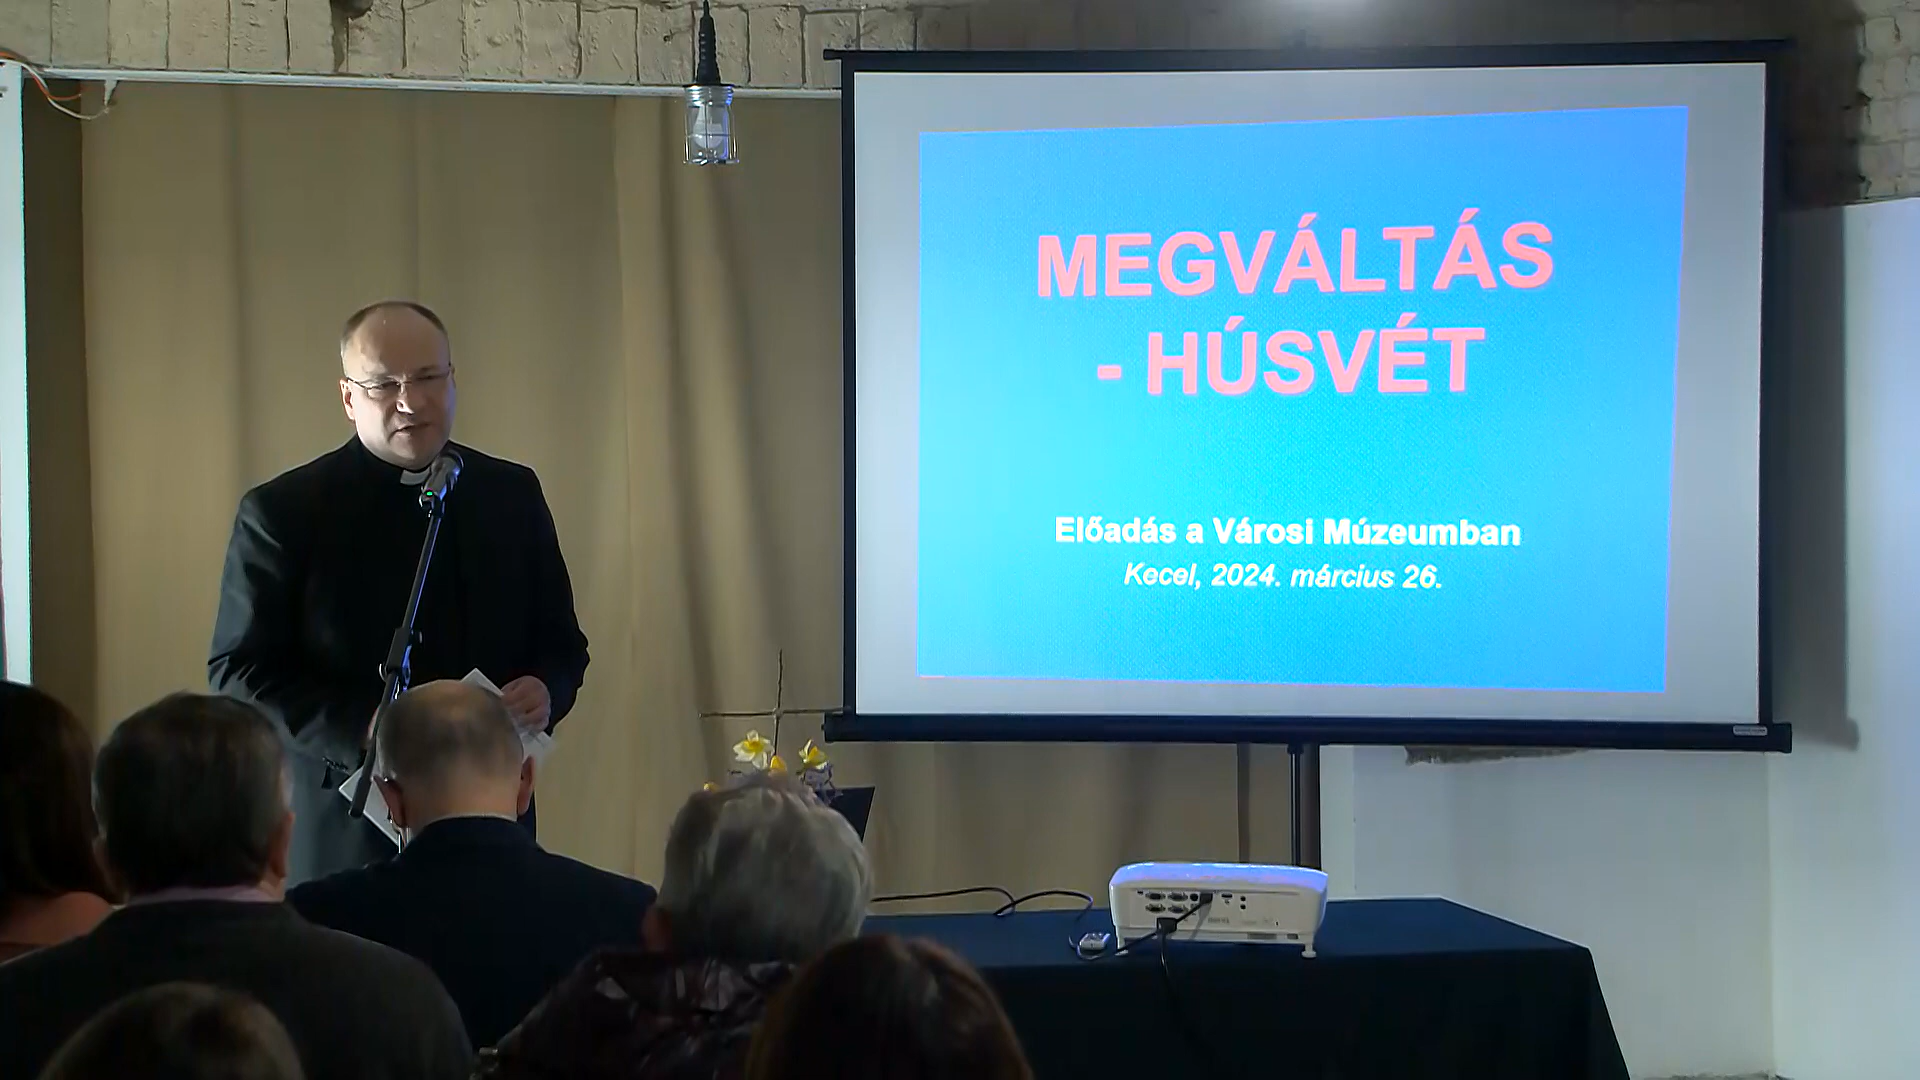 MEGVÁLTÁS
- HÚSVÉT
Előadás a Városi Múzeumban
Kecel, 2024. március 26.